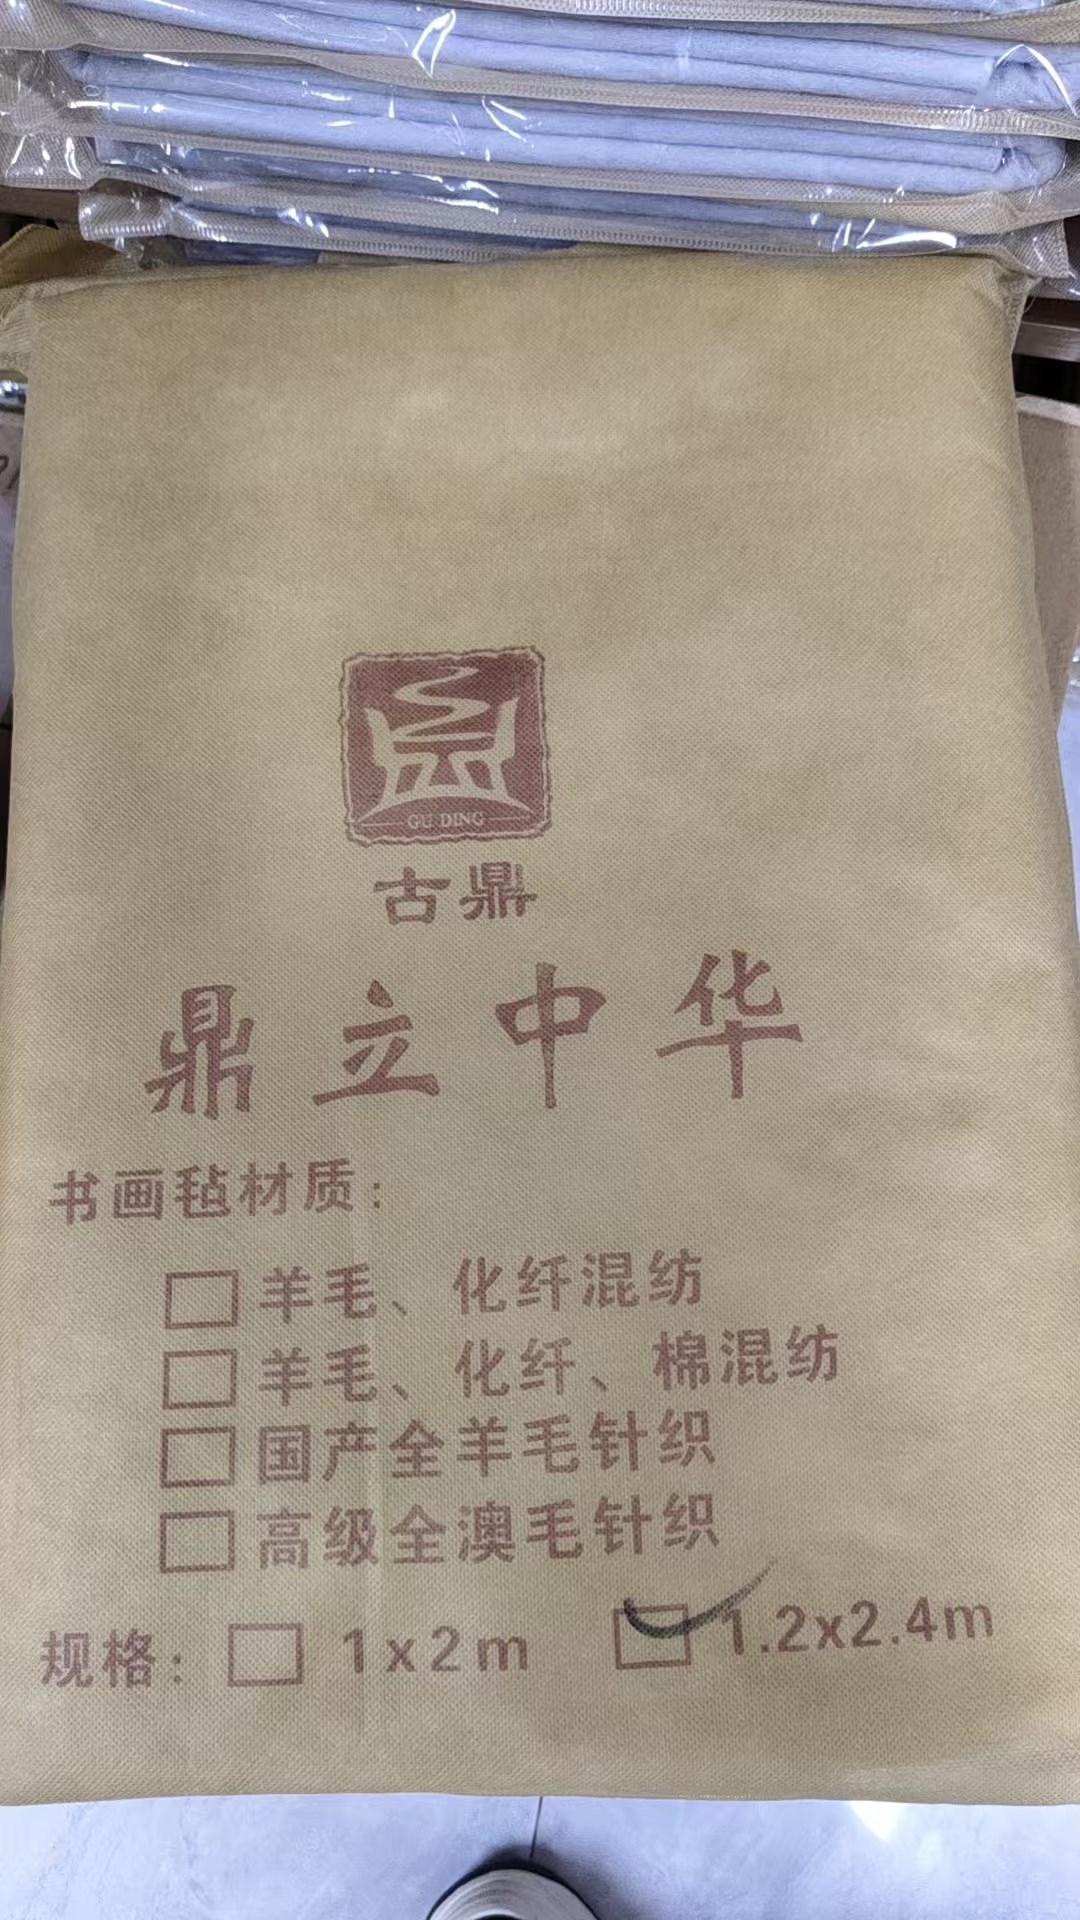 GU DING
古鼎
鼎立中华
书画毡材质：
羊毛、化纤混纺
羊毛、化纤、棉混纺
国产全羊毛针织
高级全澳毛针织
规格： 1x2m 1.2x2.4m